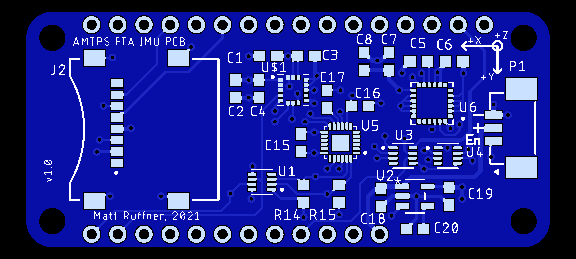 AMTPS FTA JMU PCB
J2
v1.0
Matt Ruffner, 2021
C1
U$1
C3
C2 C4
C17
C16
C15
U5
U1
R14 R15
C8 C7
C5 C6
+X
+Z
+Y
P1
U6
En+
U3
U4
U2
C19
C18
C20